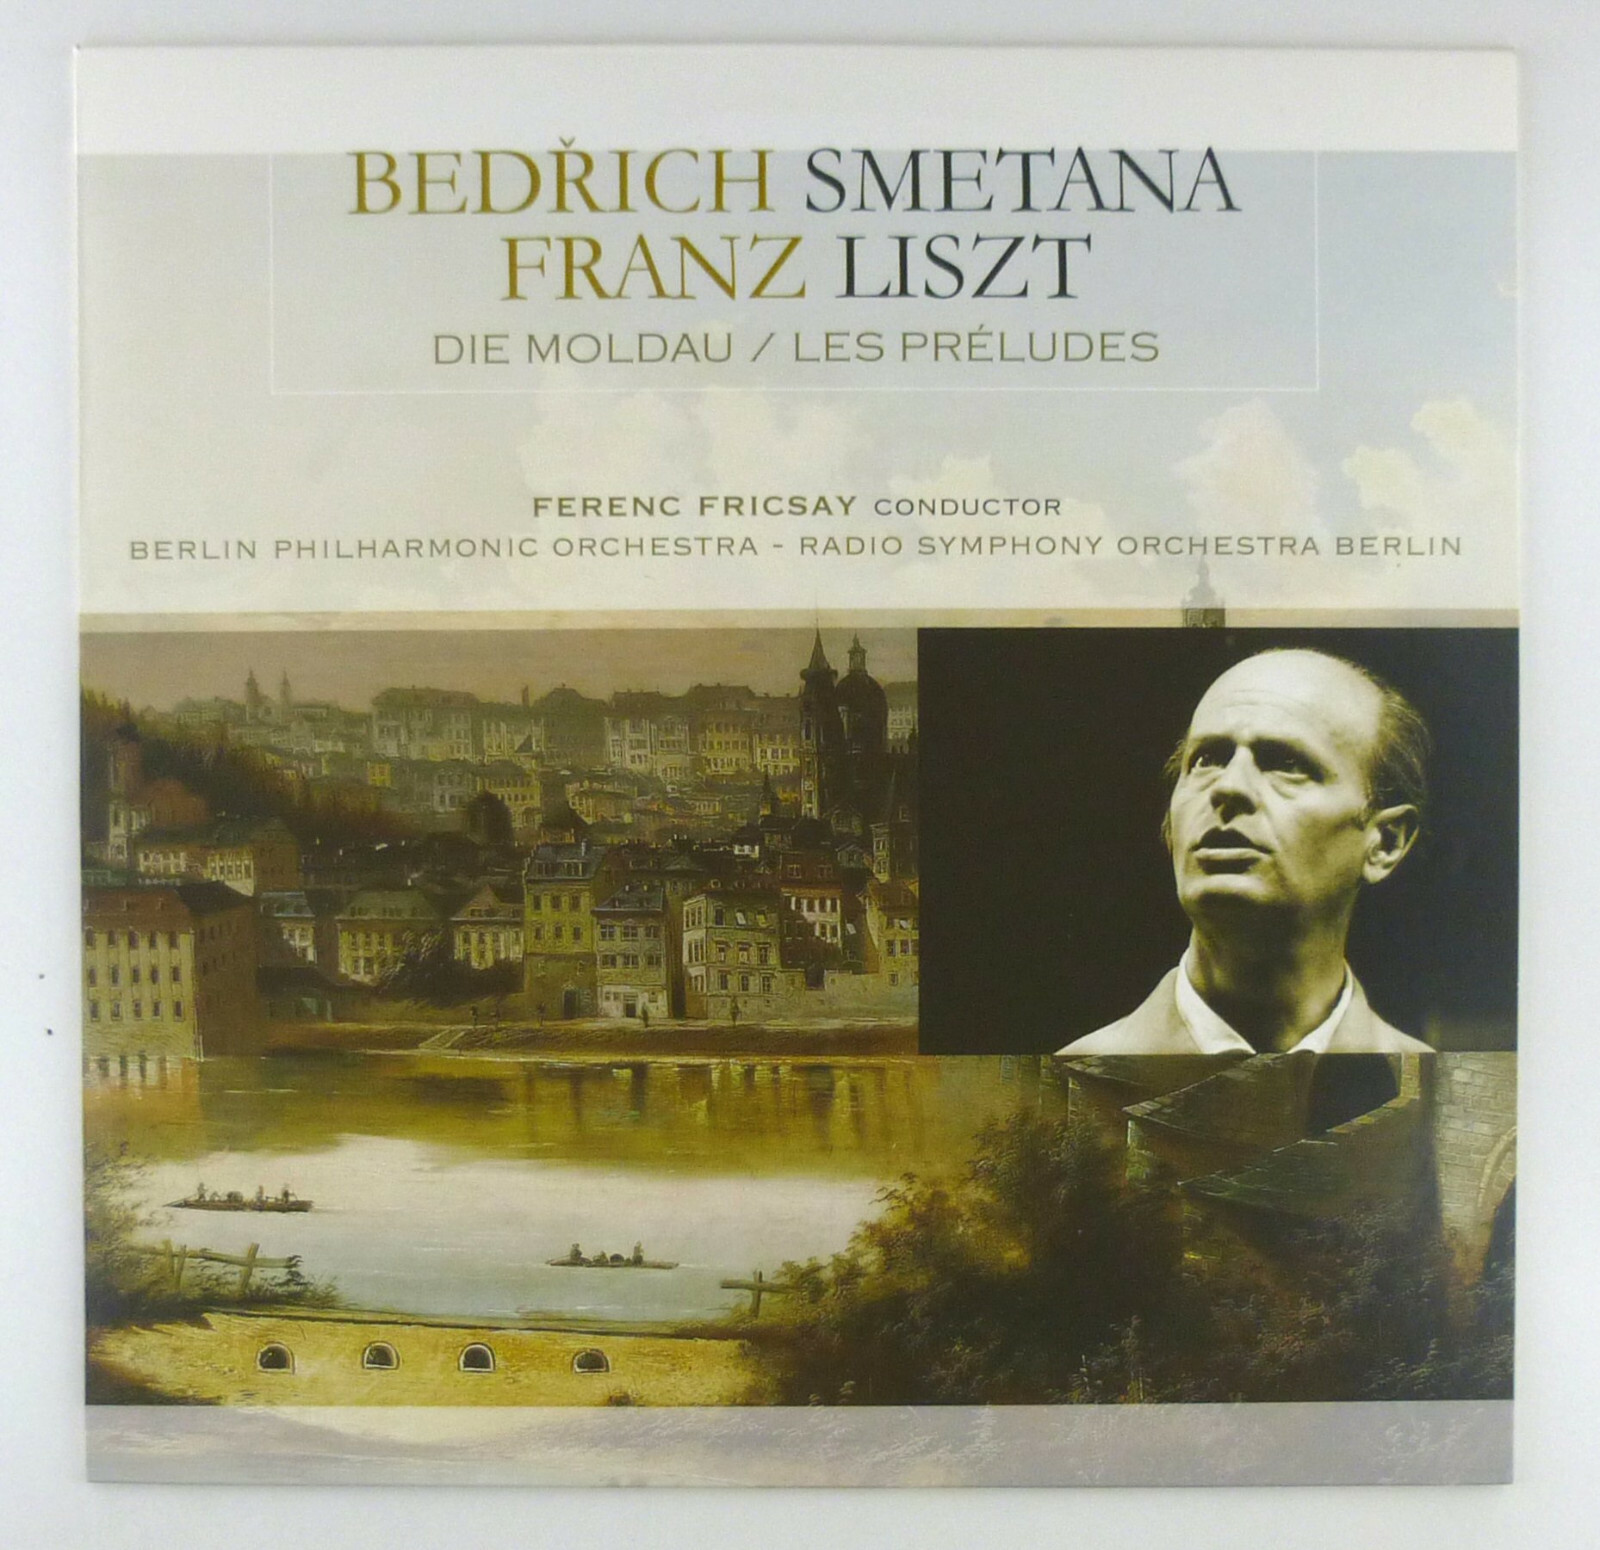 BEDŘICH SMETANA
FRANZ LISZT
DIE MOLDAU / LES PRÉLUDES
FERENC FRICSAY CONDUCTOR
BERLIN PHILHARMONIC ORCHESTRA - RADIO SYMPHONY ORCHESTRA BERLIN